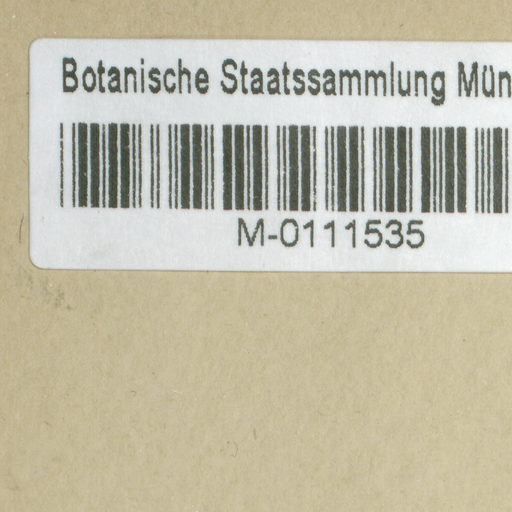 Botanische Staatssammlung Mün
M-0111535